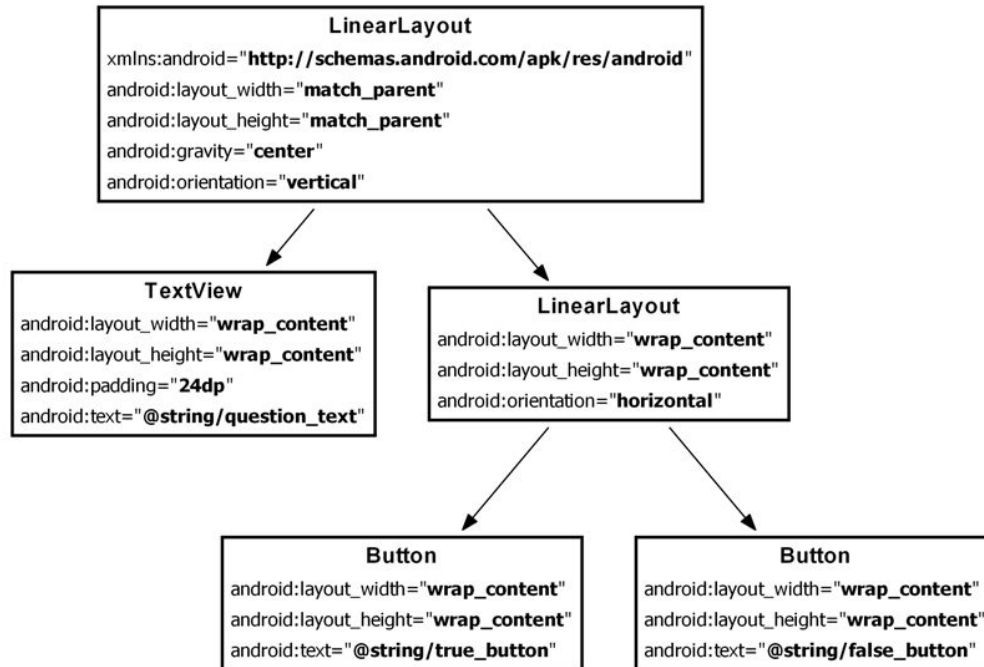 LinearLayout
xmlns:android="http://schemas.android.com/apk/res/android"
android:layout_width="match_parent"
android:layout_height="match_parent"
android:gravity="center"
android:orientation="vertical"
TextView
android:layout_width="wrap_content"
android:layout_height="wrap_content"
android:padding="24dp"
android:text="@string/question_text"
LinearLayout
android:layout_width="wrap_content"
android:layout_height="wrap_content"
android:orientation="horizontal"
Button
android:layout_width="wrap_content"
android:layout_height="wrap_content"
android:text="@string/true_button"
Button
android:layout_width="wrap_content"
android:layout_height="wrap_content"
android:text="@string/false_button"